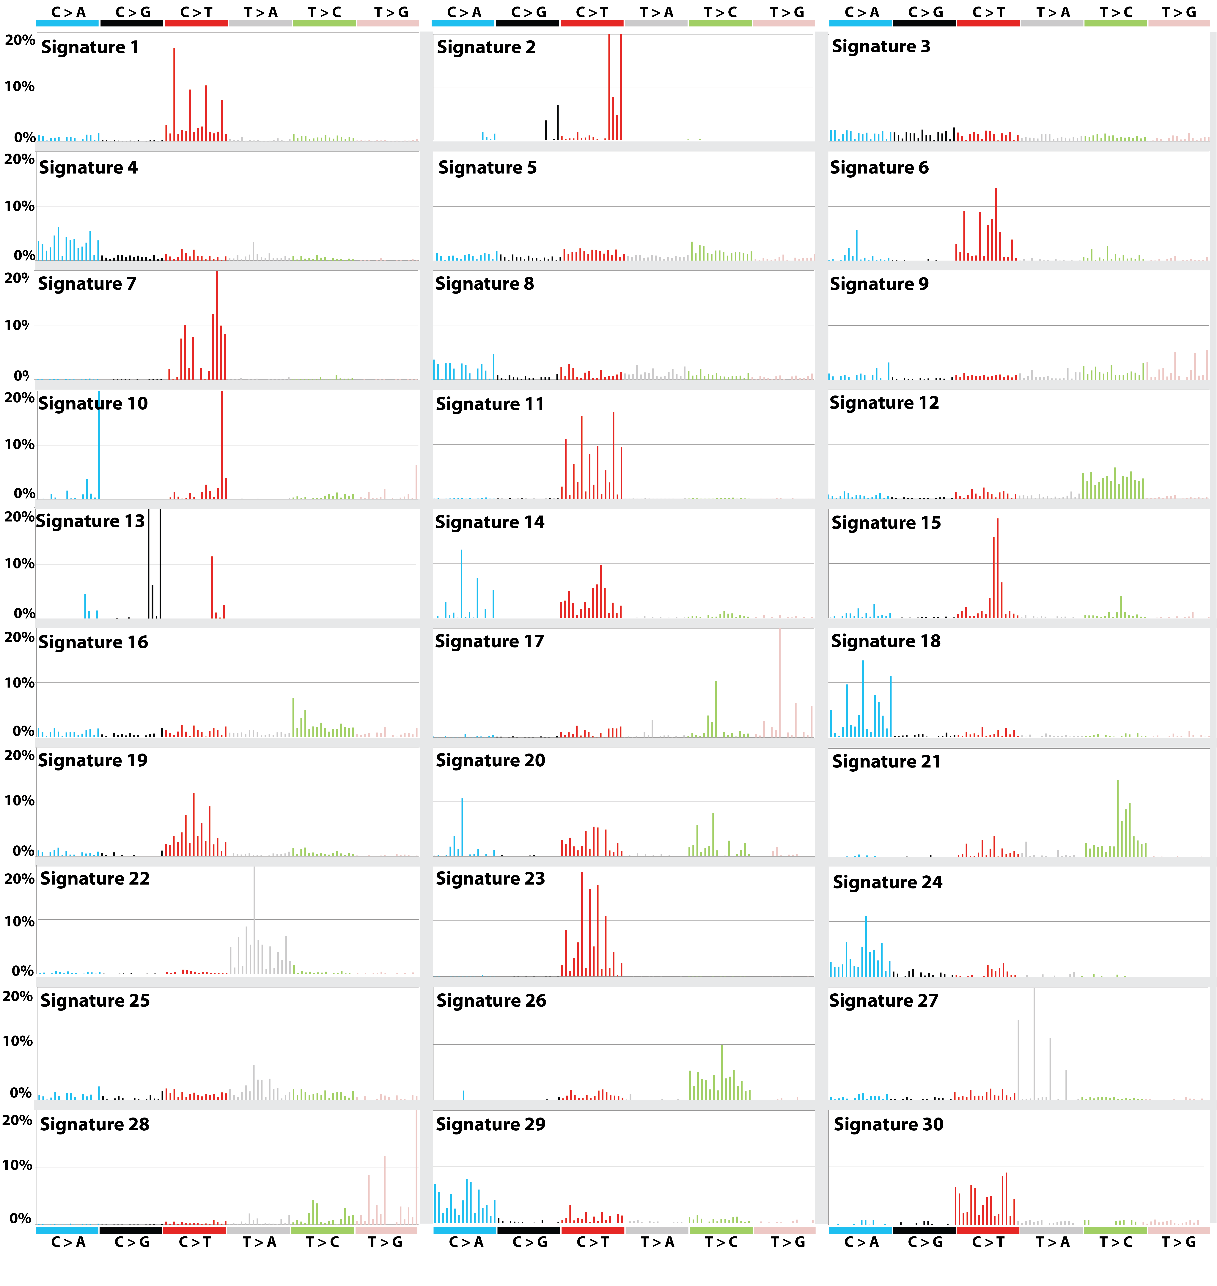 C > A C > G C > T T > A T > C T > G C > A C > G C > T T > A T > C T > G C > A C > G C > T T > A T > C T > G
20% Signature 1 Signature 2 Signature 3
10%
0%
20% Signature 4 Signature 5 Signature 6
10%
0%
20% Signature 7 Signature 8 Signature 9
10%
0%
20% Signature 10 Signature 11 Signature 12
10%
0%
20% Signature 13 Signature 14 Signature 15
10%
0%
20% Signature 16 Signature 17 Signature 18
10%
0%
20% Signature 19 Signature 20 Signature 21
10%
0%
20% Signature 22 Signature 23 Signature 24
10%
0%
20% Signature 25 Signature 26 Signature 27
10%
0%
20% Signature 28 Signature 29 Signature 30
10%
0%
C > A C > G C > T T > A T > C T > G C > A C > G C > T T > A T > C T > G C > A C > G C > T T > A T > C T > G